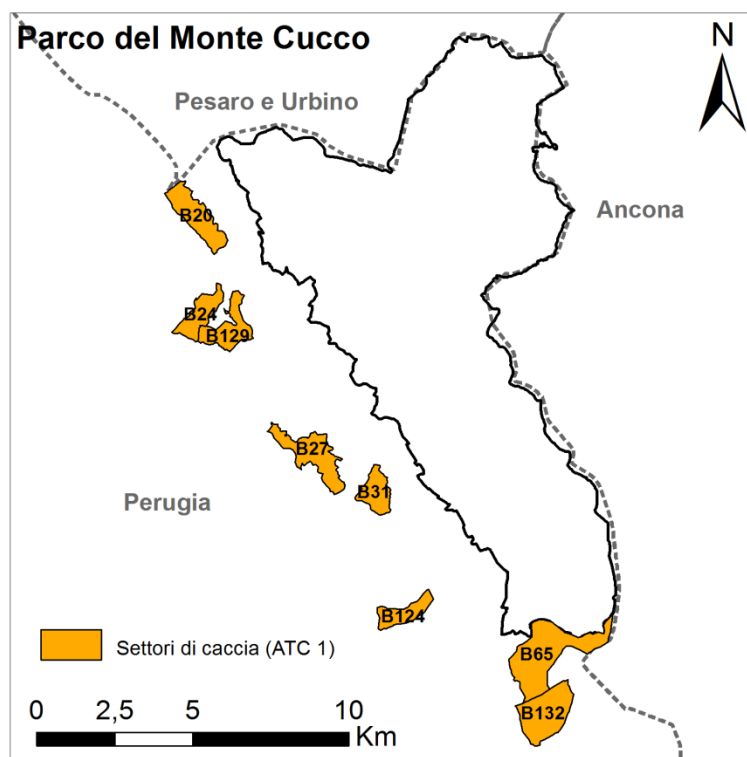 Parco del Monte Cucco
N
Pesaro e Urbino
Ancona
B20
B24
B129
B27
B31
Perugia
B124
Settori di caccia (ATC 1)
B65
B132
0 2,5 5 10
Km